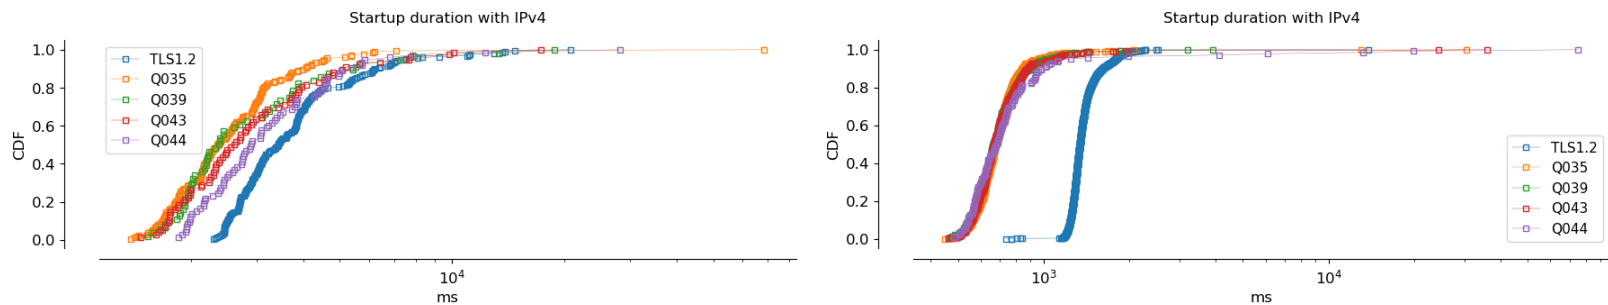 Startup duration with IPv4
CDF
1.0
0.8
0.6
0.4
0.2
0.0
TLS1.2
Q035
Q039
Q043
Q044
10⁴
ms
Startup duration with IPv4
CDF
1.0
0.8
0.6
0.4
0.2
0.0
TLS1.2
Q035
Q039
Q043
Q044
10³
10⁴
ms